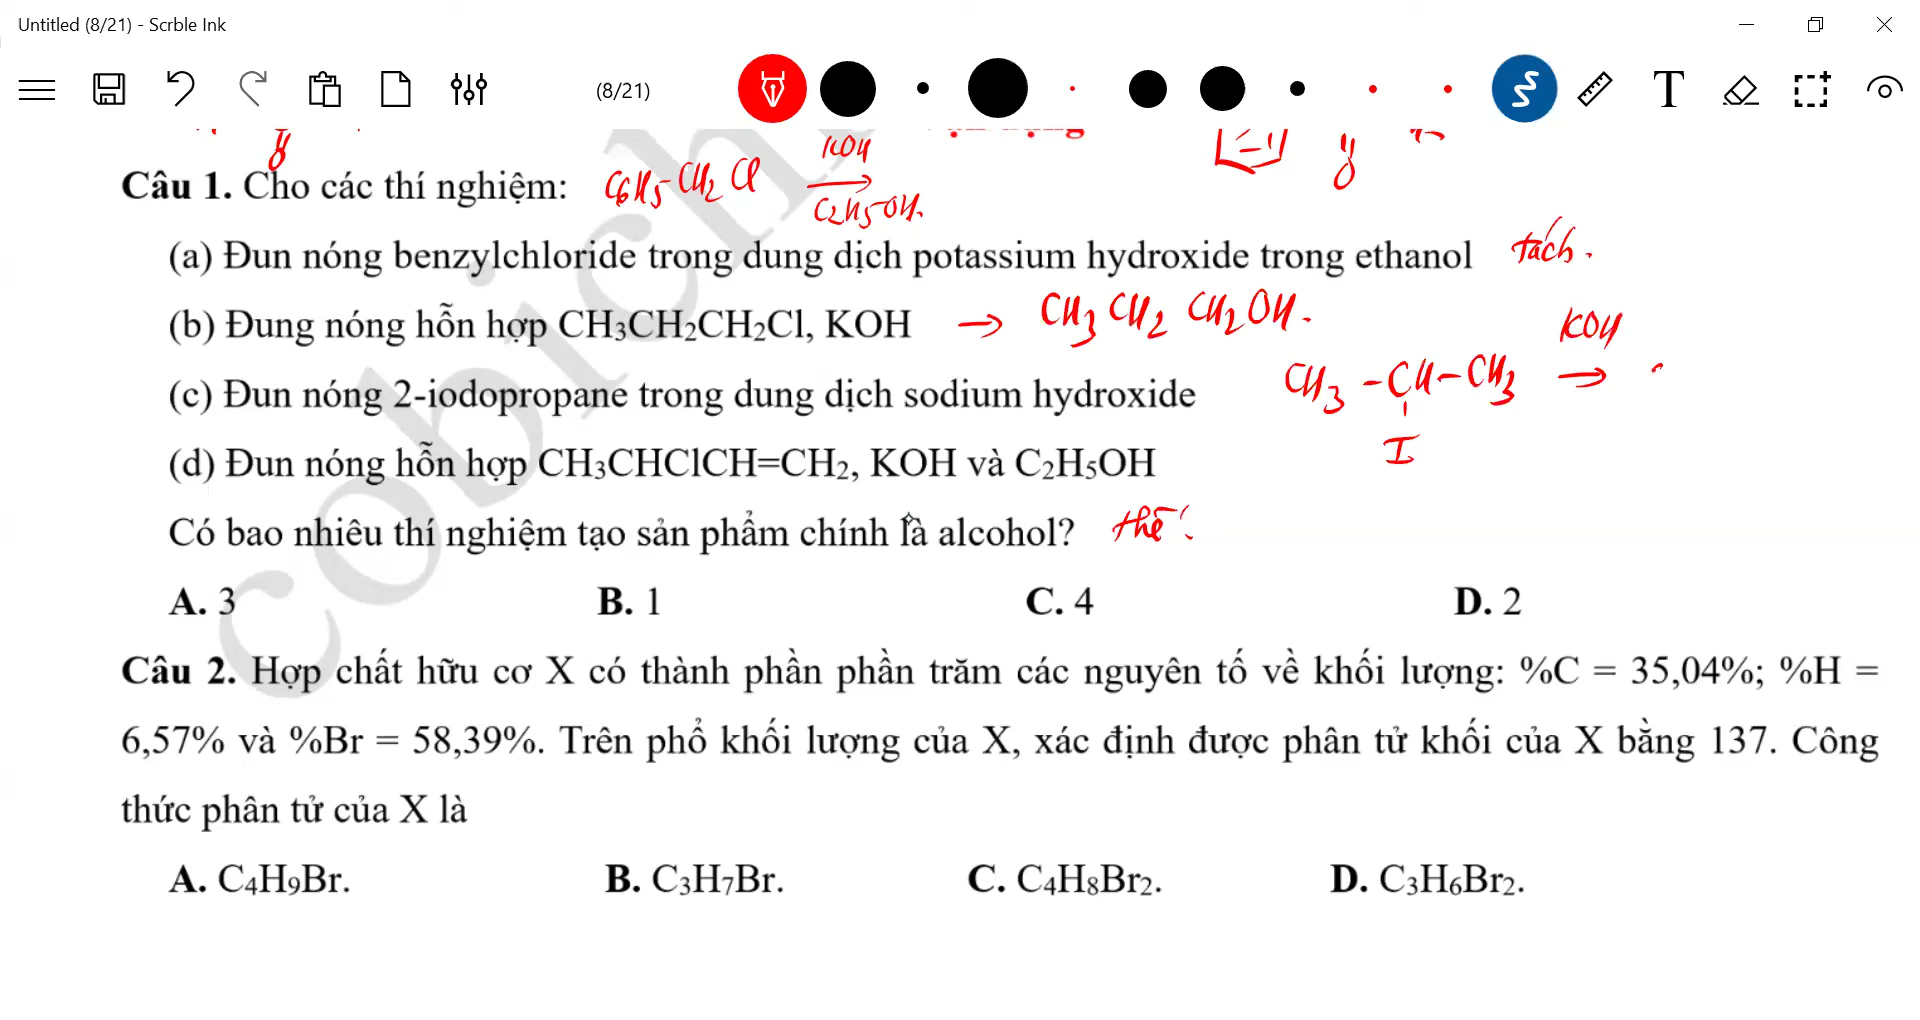 Untitled (8/21) - Scrble Ink
(8/21)
T
KOH
Câu 1. Cho các thí nghiệm: C6H5-CH2Cl
C2H5OH.
(a) Đun nóng benzylchloride trong dung dịch potassium hydroxide trong ethanol tách.
(b) Đung nóng hỗn hợp CH₃CH₂CH₂Cl, KOH → CH3CH2CH2OH.
KOH
(c) Đun nóng 2-iodopropane trong dung dịch sodium hydroxide CH3-CH-CH3 →
I
(d) Đun nóng hỗn hợp CH₃CHClCH=CH₂, KOH và C₂H₅OH
Có bao nhiêu thí nghiệm tạo sản phẩm chính là alcohol? thế
A. 3 B. 1 C. 4 D. 2
Câu 2. Hợp chất hữu cơ X có thành phần phần trăm các nguyên tố về khối lượng: %C = 35,04%; %H =
6,57% và %Br = 58,39%. Trên phổ khối lượng của X, xác định được phân tử khối của X bằng 137. Công
thức phân tử của X là
A. C₄H₉Br. B. C₃H₇Br. C. C₄H₈Br₂. D. C₃H₆Br₂.